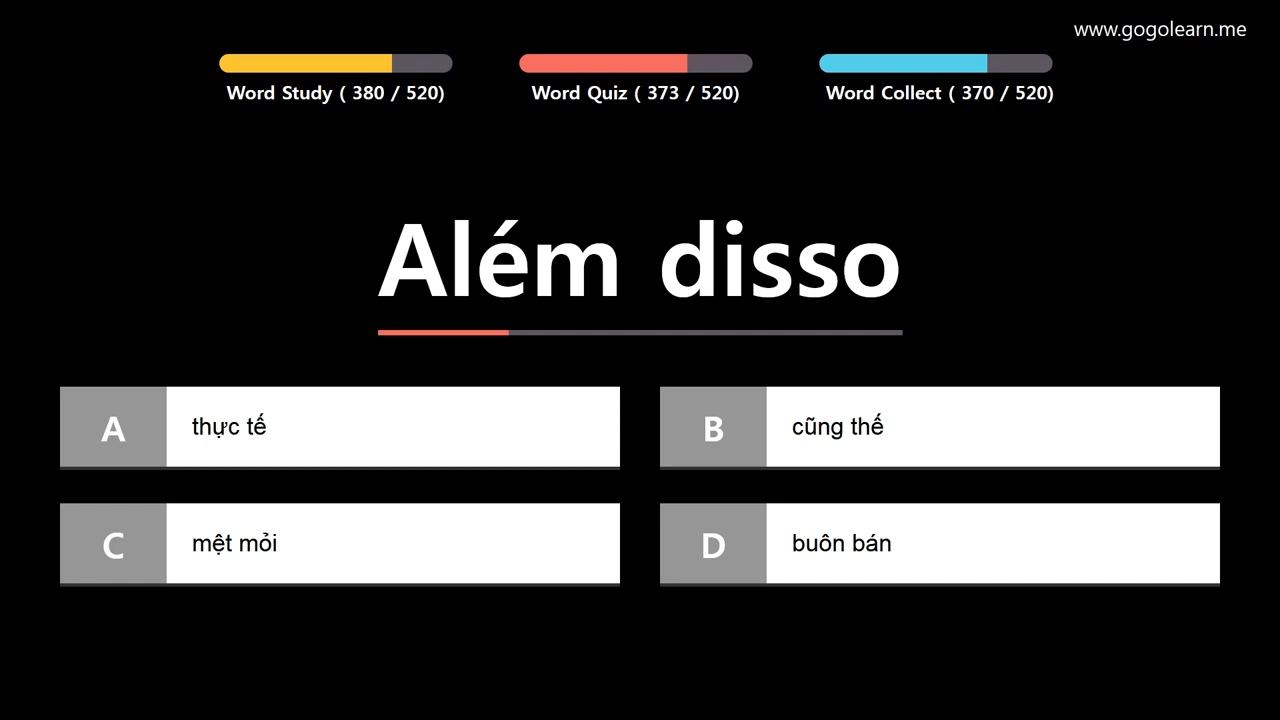 www.gogolearn.me
Word Study ( 380 / 520)
Word Quiz ( 373 / 520)
Word Collect ( 370 / 520)
Além disso
A
thực tế
B
cũng thế
C
mệt mỏi
D
buôn bán